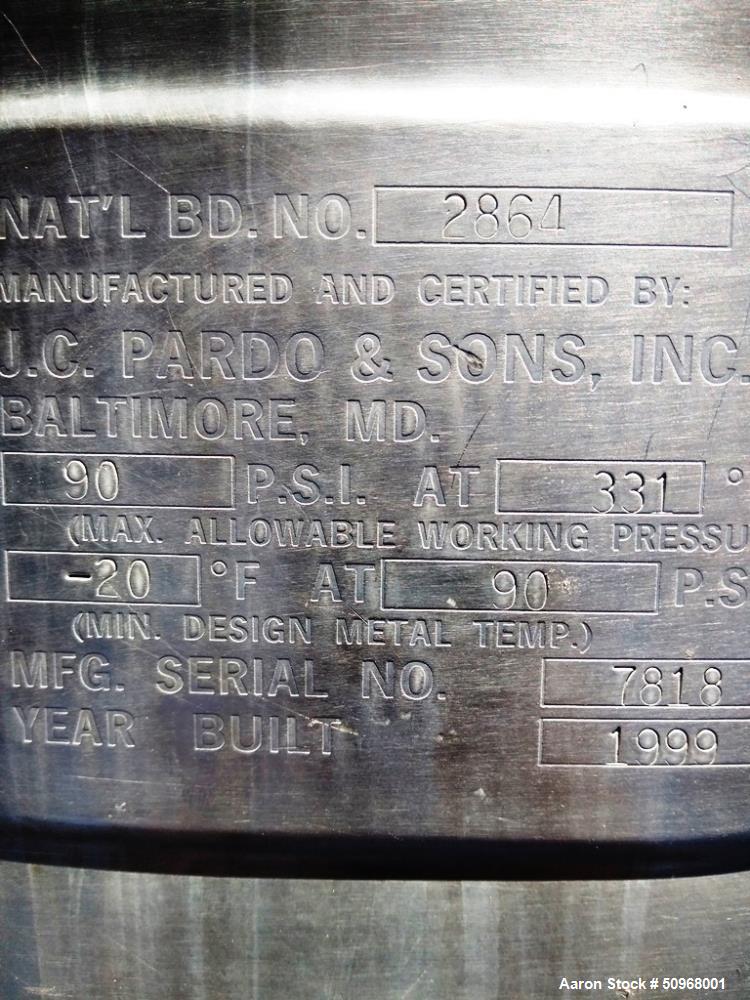 NAT'L BD. NO. 2864
MANUFACTURED AND CERTIFIED BY:
J.C. PARDO & SONS, INC.
BALTIMORE, MD.
90 P.S.I. AT 331 °
(MAX. ALLOWABLE WORKING PRESSU
-20 °F AT 90 P.S
(MIN. DESIGN METAL TEMP.)
MFG. SERIAL NO. 7818
YEAR BUILT 1999
Aaron Stock # 50968001